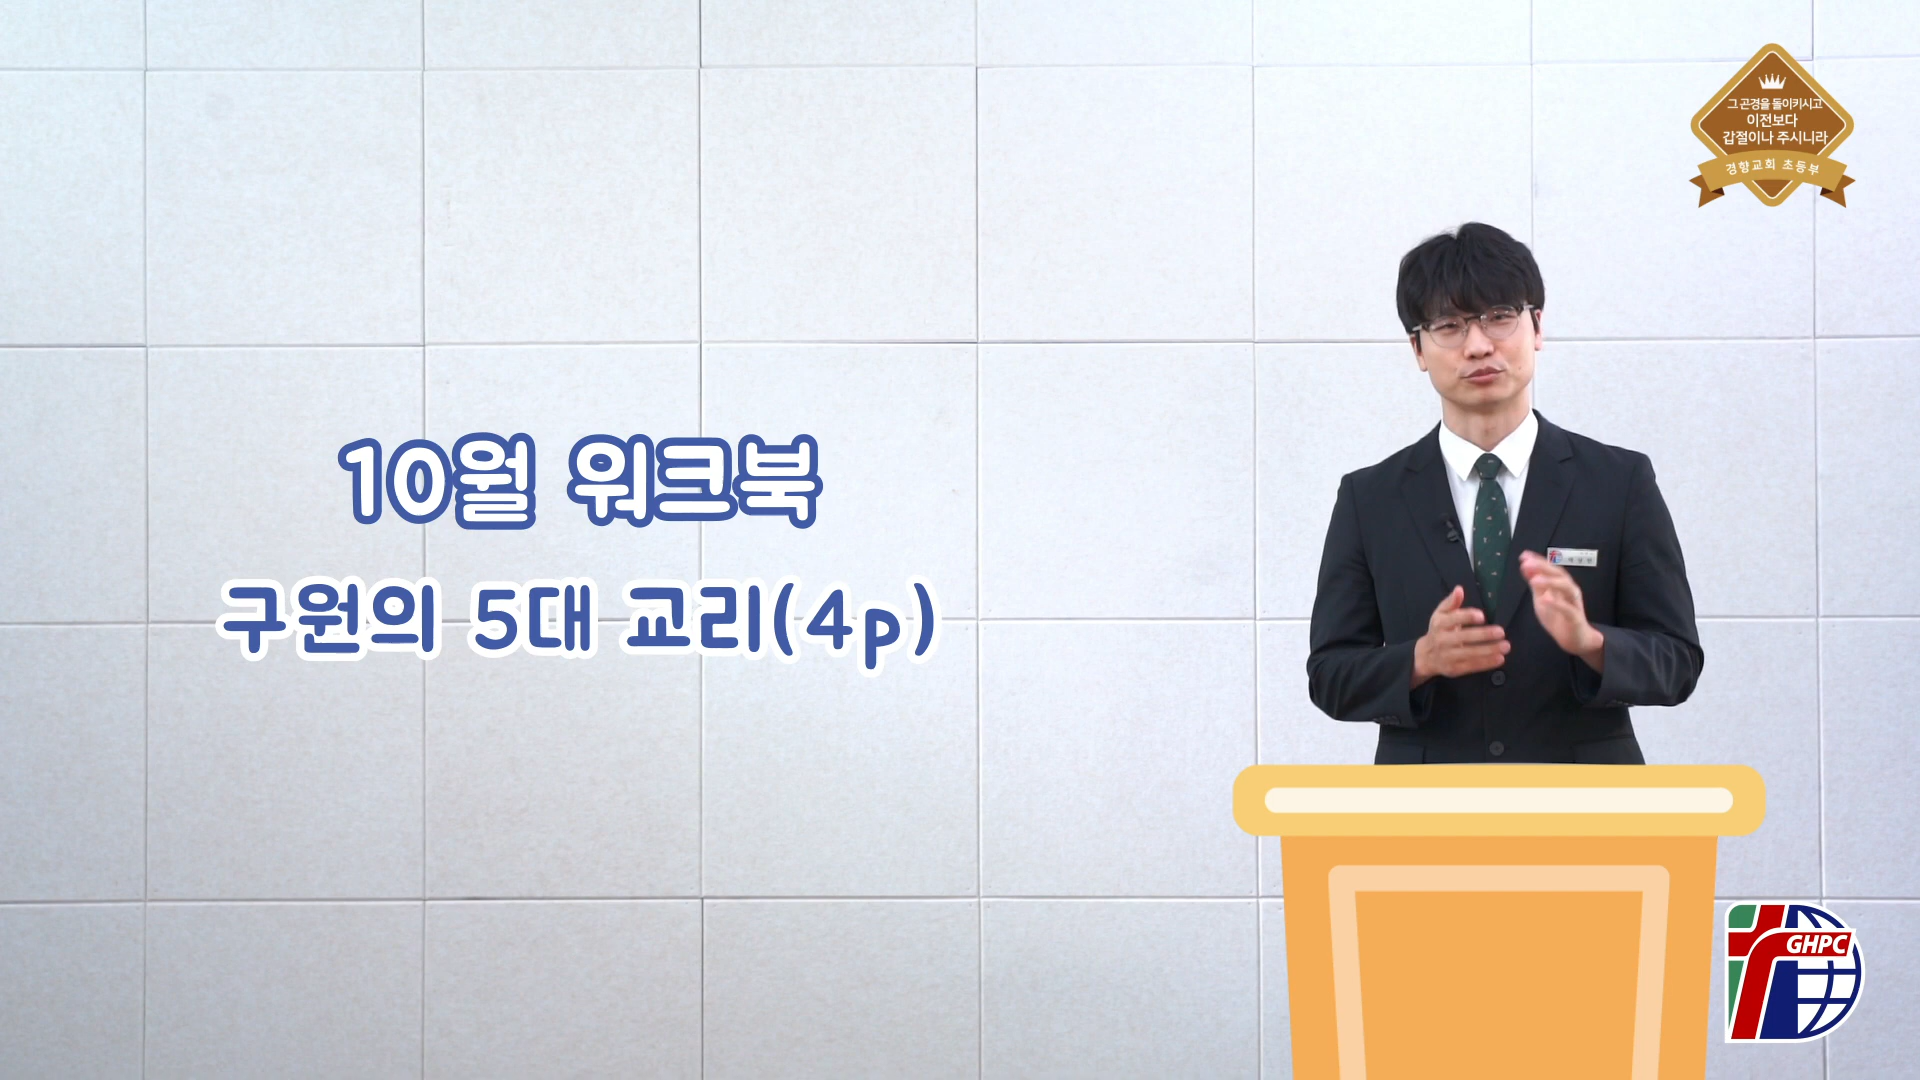 그 곤경을 돌이키시고
이전보다
갑절이나 주시니라
경향교회 초등부
10월 워크북
구원의 5대 교리(4p)
GHPC